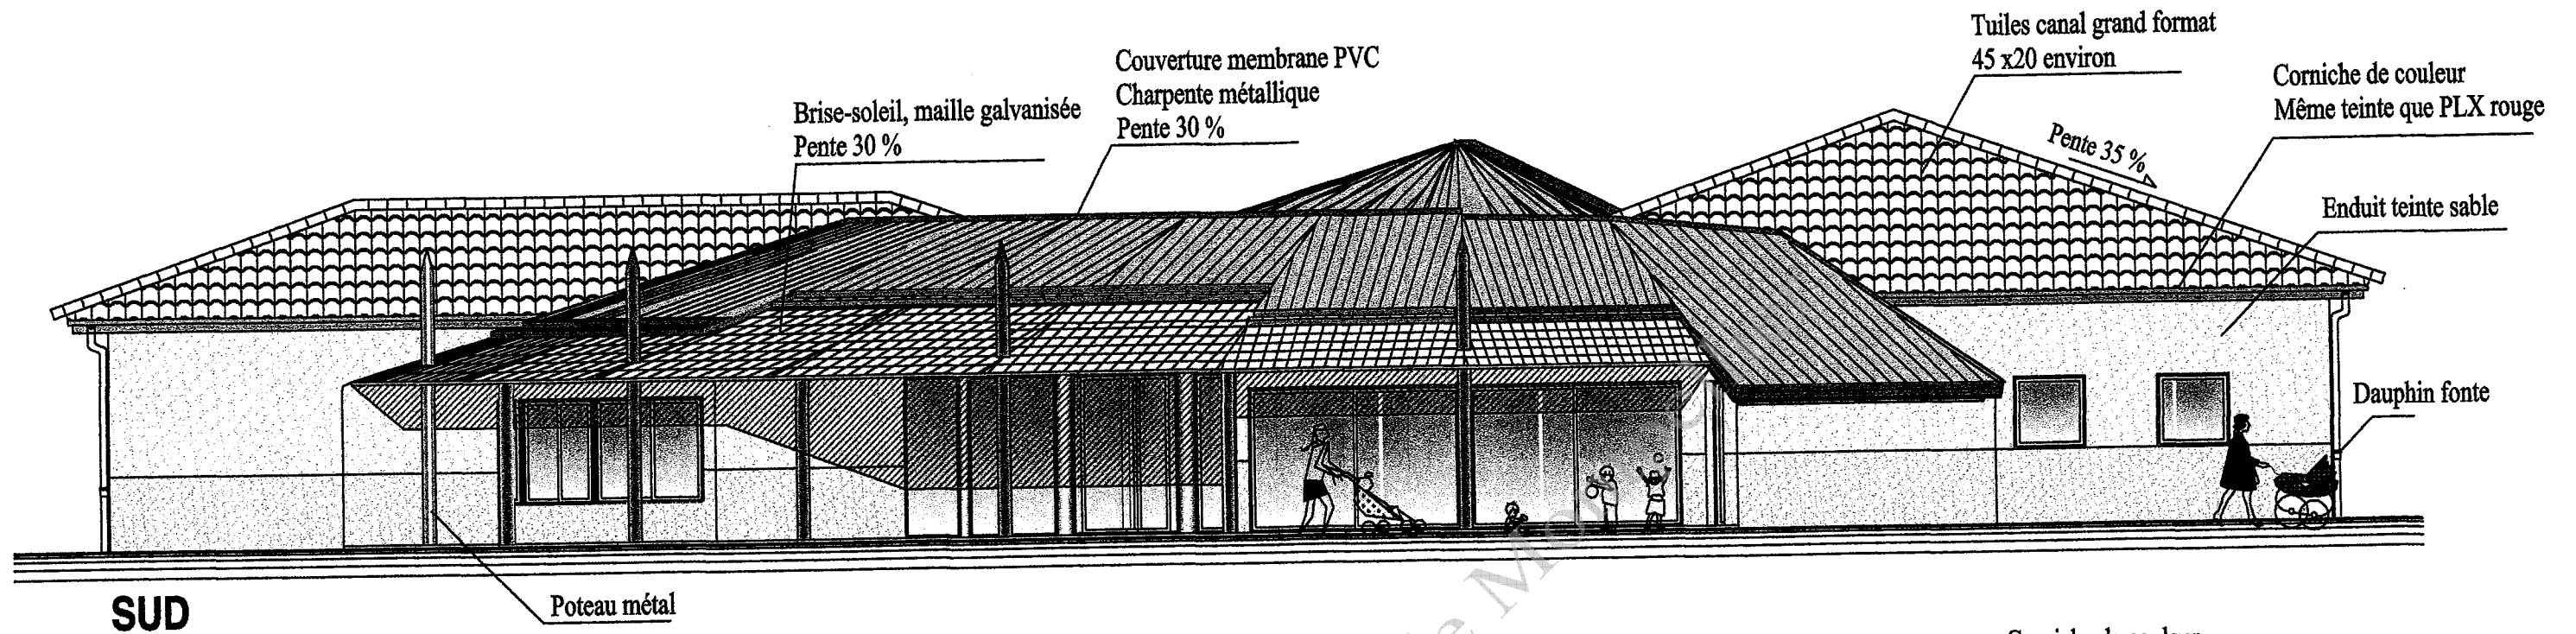 Tuiles canal grand format
45 x20 environ
Couverture membrane PVC
Charpente métallique
Pente 30 %
Corniche de couleur
Même teinte que PLX rouge
Brise-soleil, maille galvanisée
Pente 30 %
Pente 35 %
Enduit teinte sable
Dauphin fonte
Poteau métal
SUD